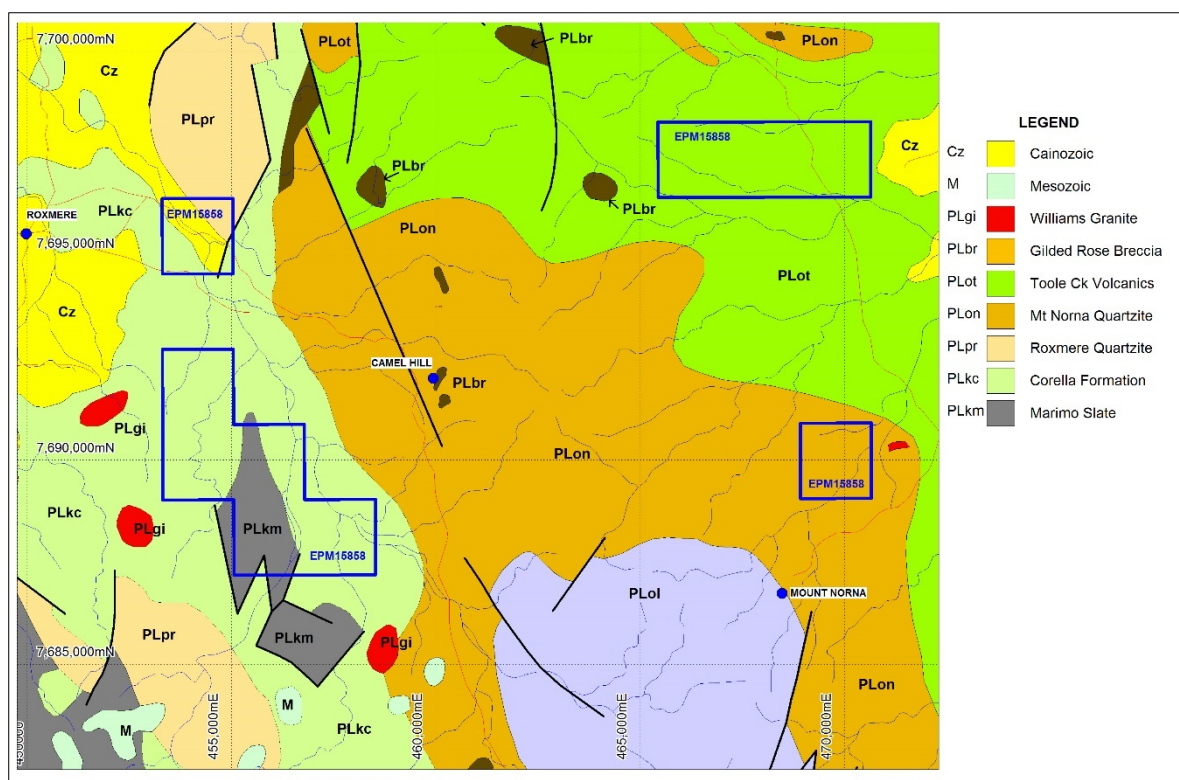 7,700,000mN
Cz
PLot
PLbr
PLon
PLpr
EPM15858
Cz
PLbr
PLbr
PLkc
ROXMERE
EPM15858
PLon
7,695,000mN
PLot
Cz
CAMEL HILL
PLbr
PLgi
7,690,000mN
PLon
EPM15858
PLkc
PLgi
PLkm
EPM15858
PLol
MOUNT NORNA
PLpr
PLkm
PLgi
7,685,000mN
PLon
M
M
PLkc
455,000mE
460,000mE
465,000mE
470,000mE
LEGEND
Cz Cainozoic
M Mesozoic
PLgi Williams Granite
PLbr Gilded Rose Breccia
PLot Toole Ck Volcanics
PLon Mt Norna Quartzite
PLpr Roxmere Quartzite
PLkc Corella Formation
PLkm Marimo Slate